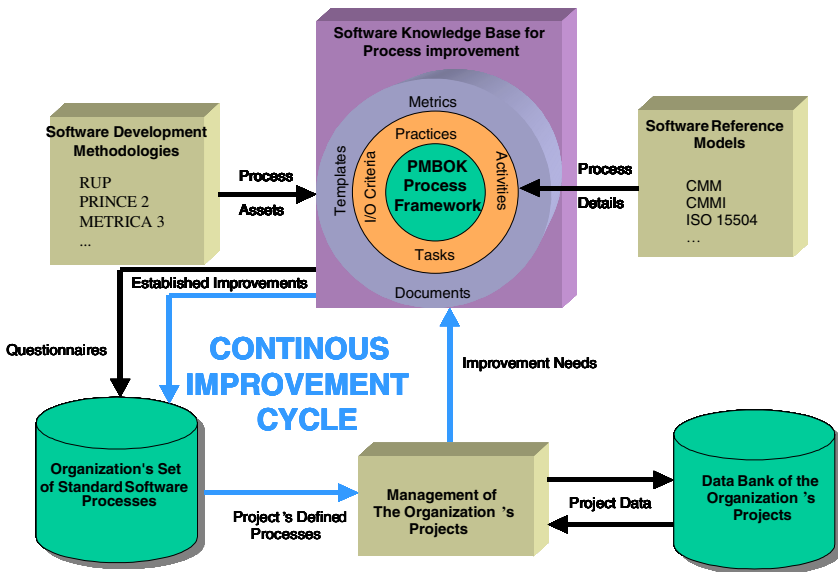 Software Knowledge Base for
Process improvement
Metrics
Practices
Templates
I/O Criteria
PMBOK
Process
Framework
Activities
Tasks
Documents
Software Development
Methodologies
RUP
PRINCE 2
METRICA 3
...
Process
Assets
Software Reference
Models
CMM
CMMI
ISO 15504
…
Process
Details
Established Improvements
Questionnaires
CONTINOUS
IMPROVEMENT
CYCLE
Improvement Needs
Organization's Set
of Standard Software
Processes
Project's Defined
Processes
Management of
The Organization 's
Projects
Project Data
Data Bank of the
Organization 's
Projects